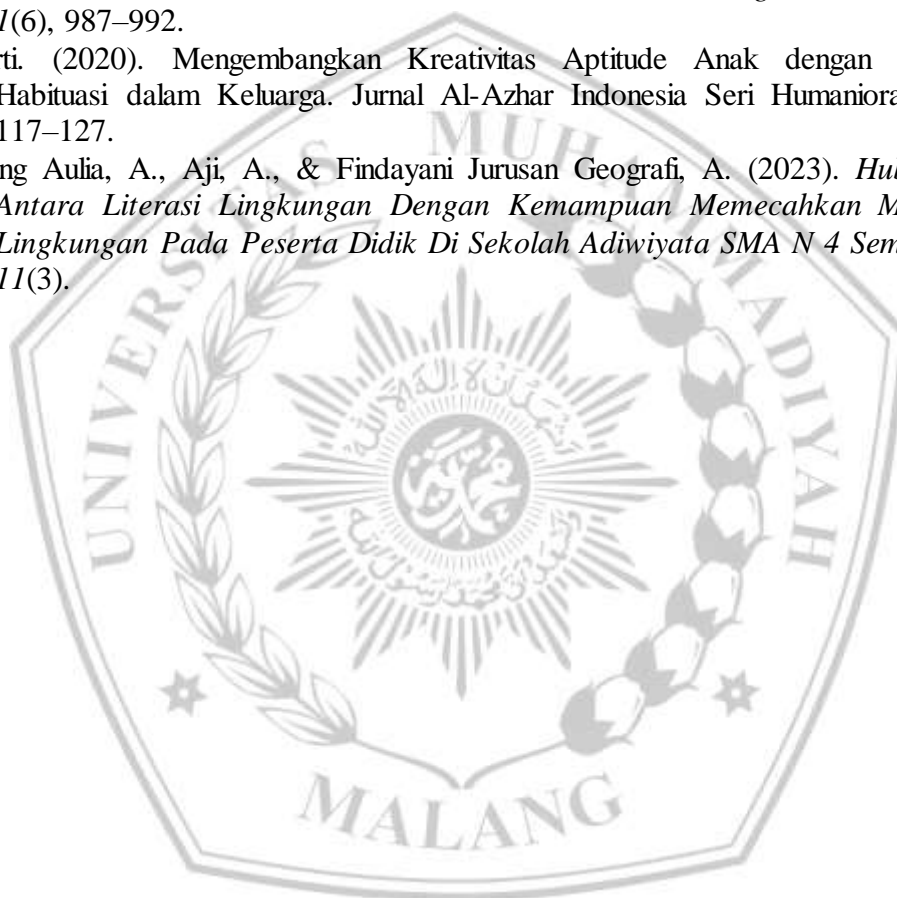 1(6), 987–992.
rti. (2020). Mengembangkan Kreativitas Aptitude Anak dengan
Habituasi dalam Keluarga. Jurnal Al-Azhar Indonesia Seri Humaniora
117–127.
ng Aulia, A., Aji, A., & Findayani Jurusan Geografi, A. (2023). Hu
Antara Literasi Lingkungan Dengan Kemampuan Memecahkan M
Lingkungan Pada Peserta Didik Di Sekolah Adiwiyata SMA N 4 Sem
11(3).
UNIVERSITAS MUHAMMADIYAH
MALANG